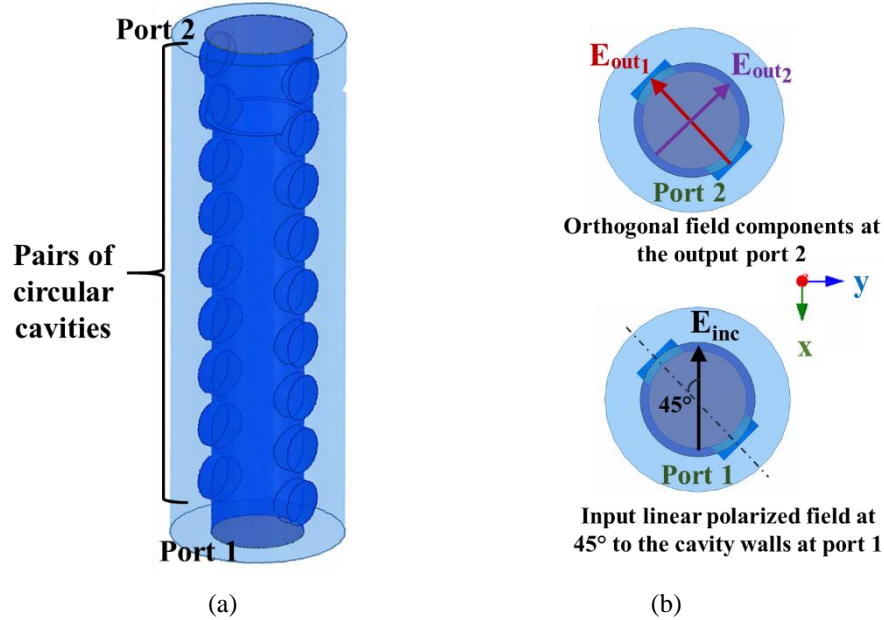 Port 2
Pairs of
circular
cavities
Port 1
(a)
Eout1
Eout2
Port 2
Orthogonal field components at
the output port 2
y
x
Einc
45°
Port 1
Input linear polarized field at
45° to the cavity walls at port 1
(b)